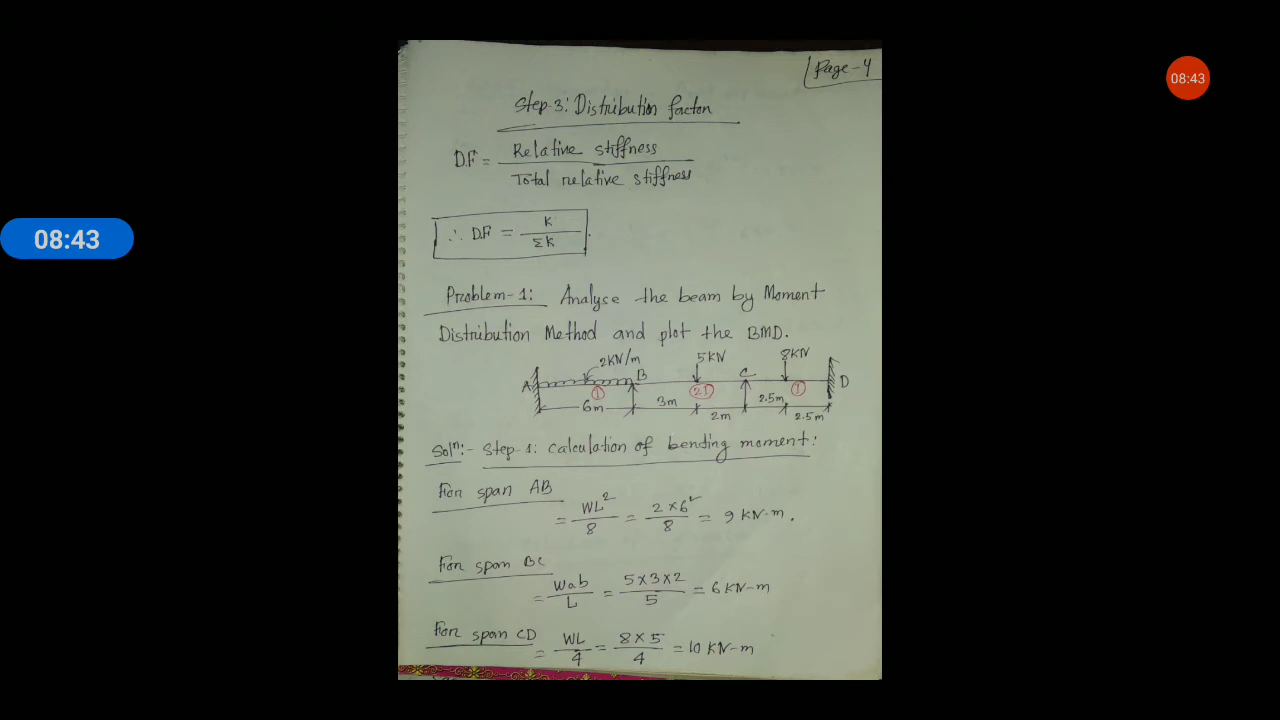 Page-4
08:43
08:43
Step-3: Distribution factor
DF = Relative stiffness / Total relative stiffness
∴ DF = K / ΣK .
Problem-1: Analyse the beam by Moment
Distribution Method and plot the BMD.
2KN/m 5KN 8KN
A B C D
I 2I I
6m 3m 2m 2.5m 2.5m
Solⁿ:- Step-1: Calculation of bending moment:
For span AB
= WL²/8 = 2×6²/8 = 9 KN-m.
For span BC
= Wab/L = 5×3×2/5 = 6 KN-m
For span CD
= WL/4 = 8×5/4 = 10 KN-m